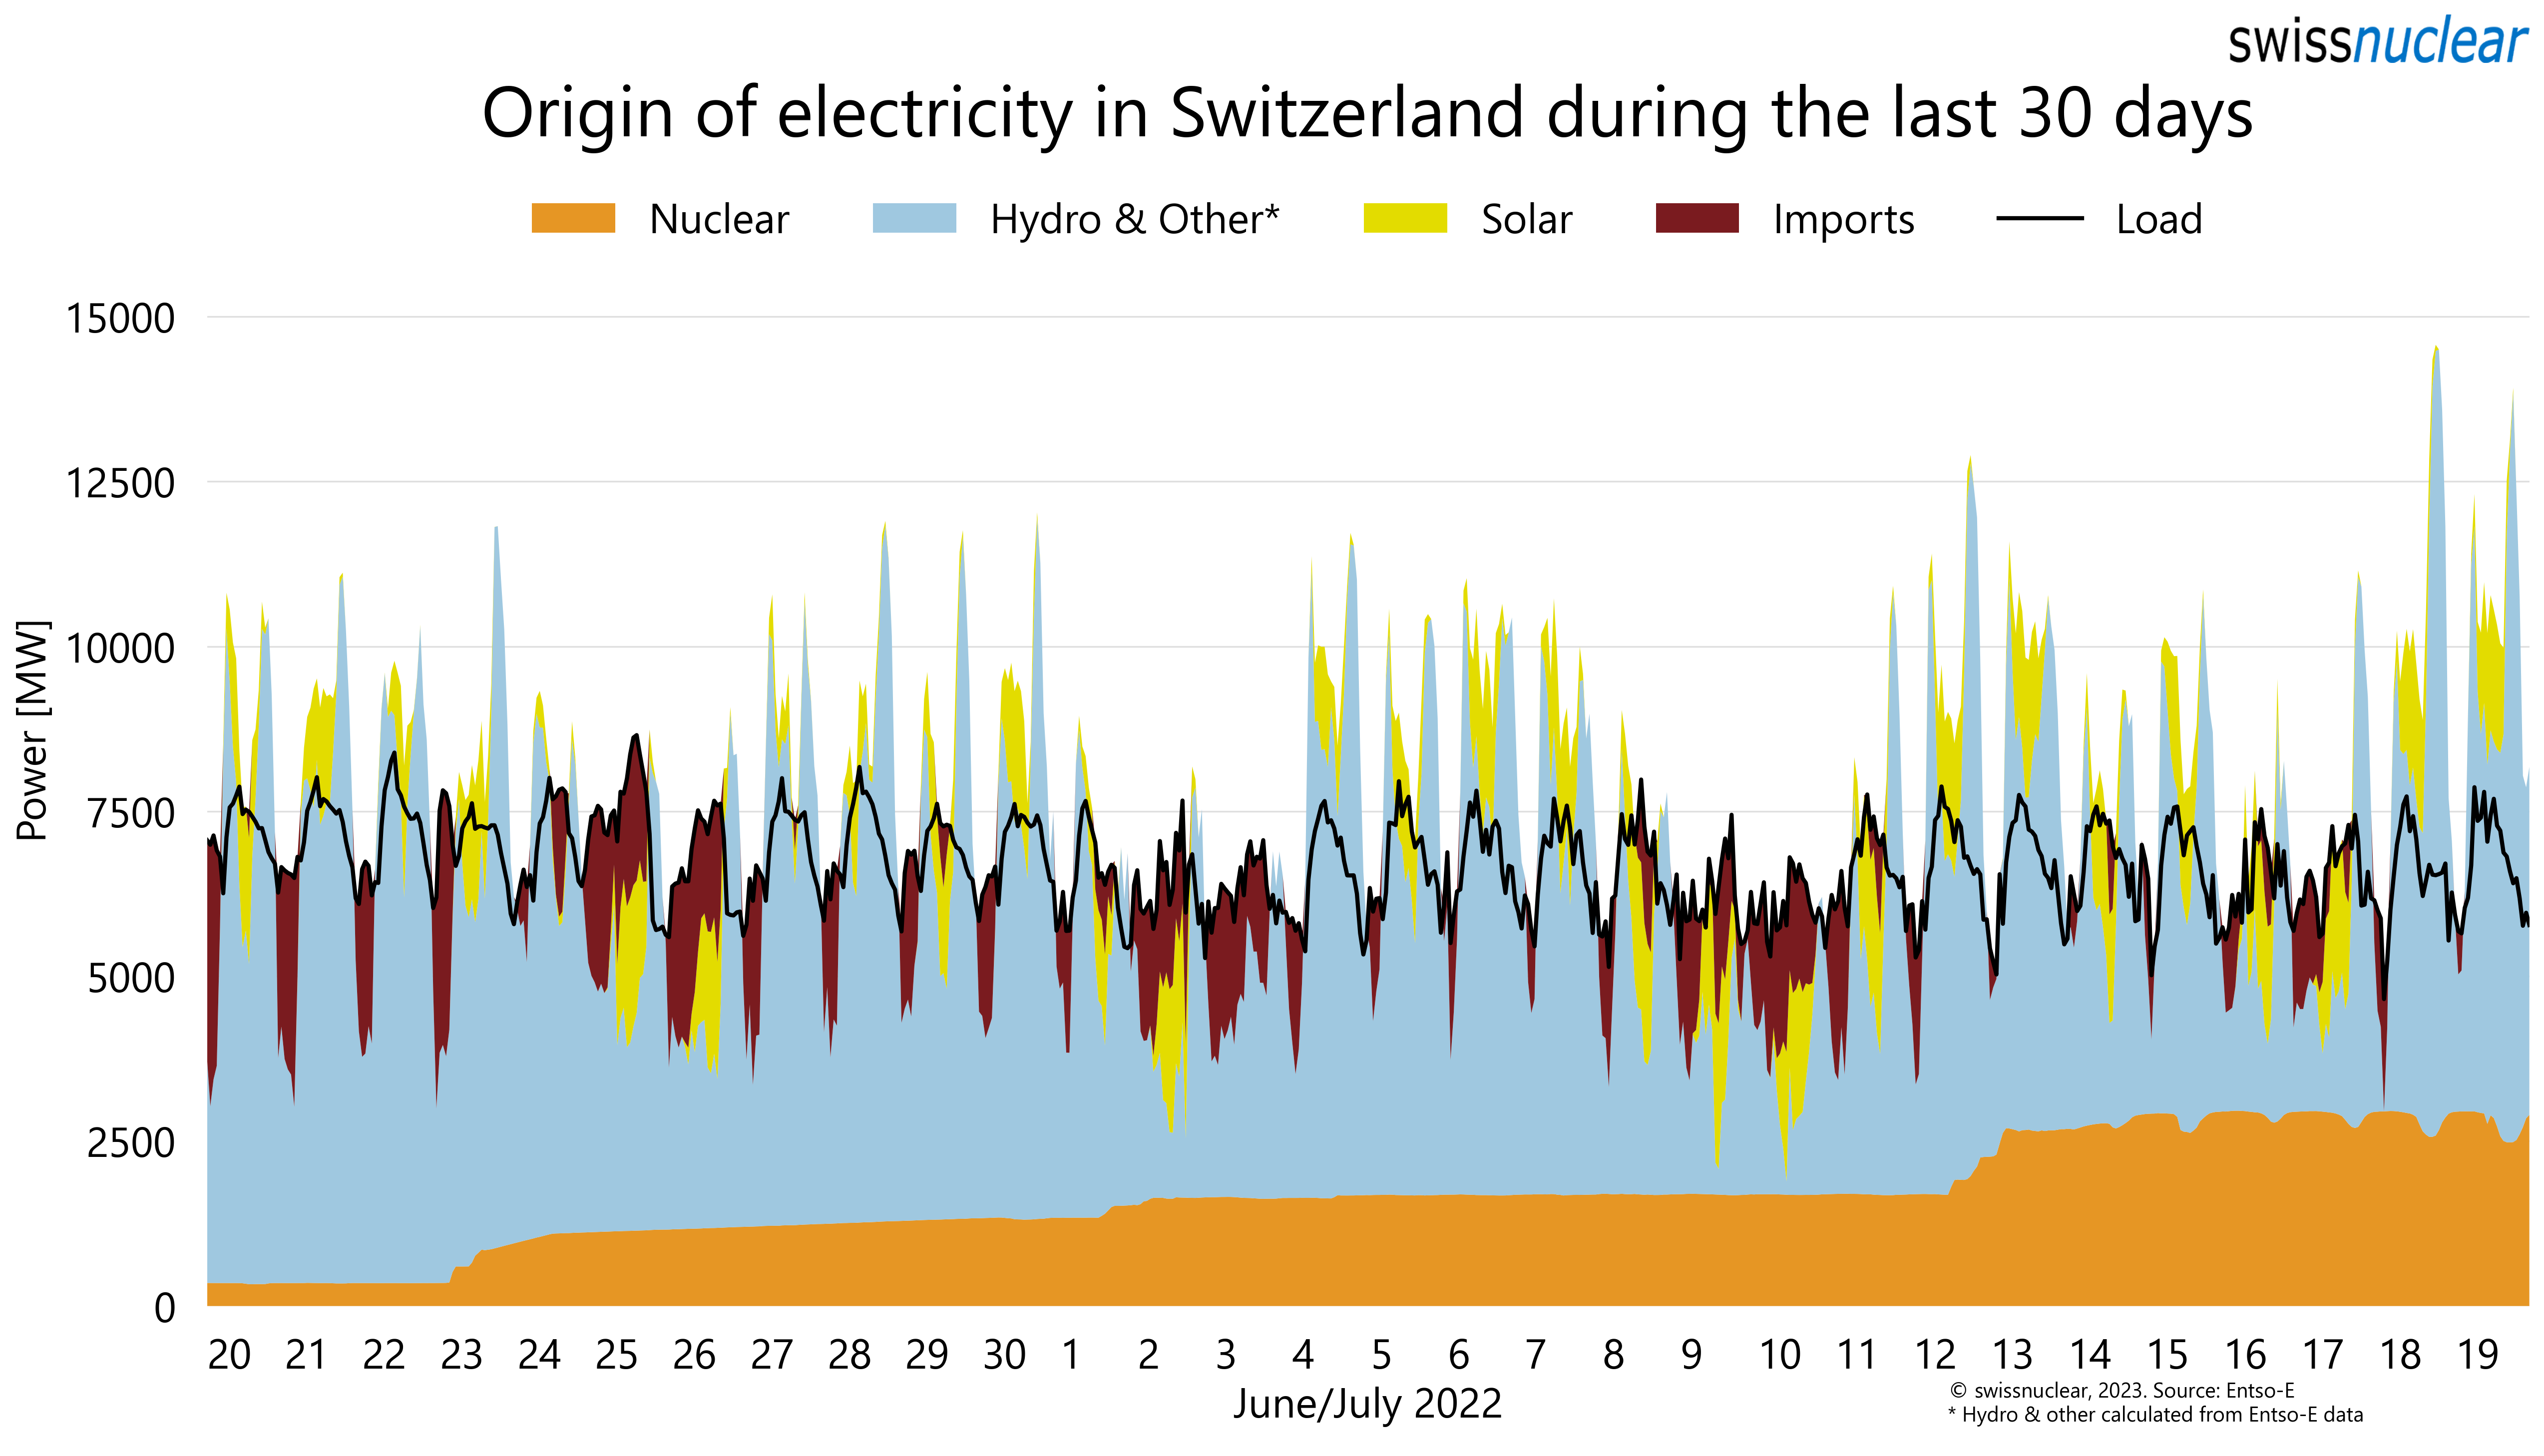 swissnuclear
Origin of electricity in Switzerland during the last 30 days
Nuclear Hydro & Other* Solar Imports Load
15000
12500
10000
7500
5000
2500
0
Power [MW]
20 21 22 23 24 25 26 27 28 29 30 1 2 3 4 5 6 7 8 9 10 11 12 13 14 15 16 17 18 19
June/July 2022
© swissnuclear, 2023. Source: Entso-E
* Hydro & other calculated from Entso-E data